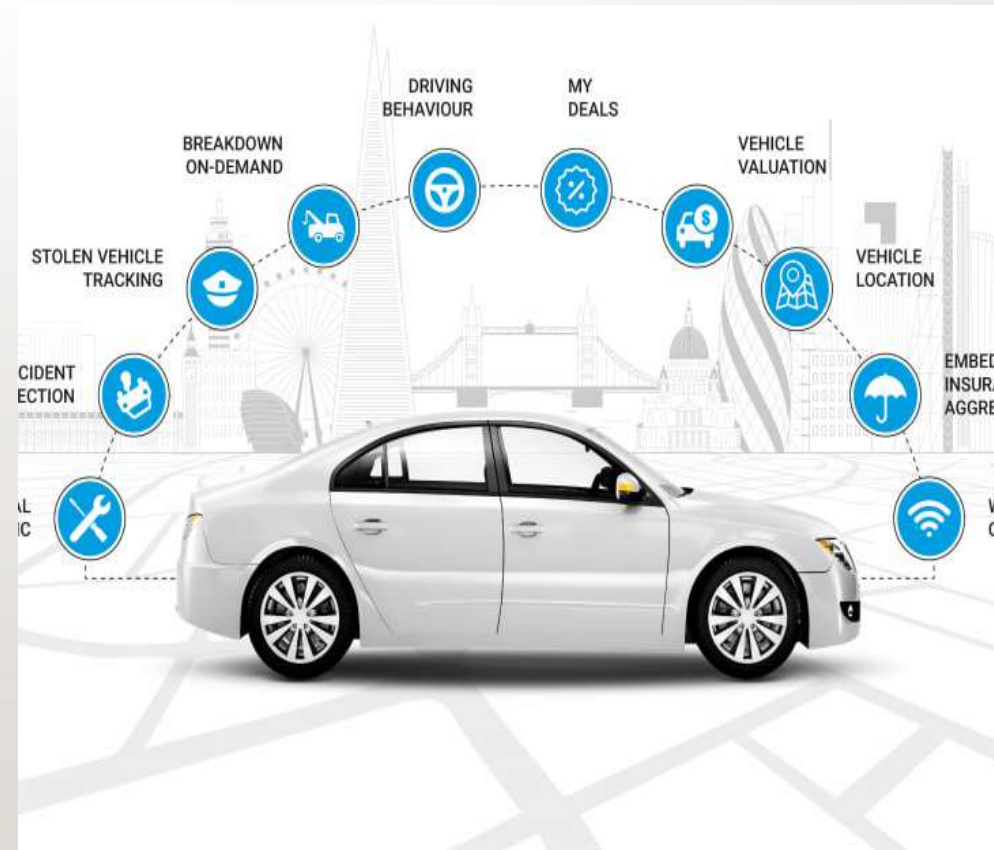 DRIVING
BEHAVIOUR
MY
DEALS
BREAKDOWN
ON-DEMAND
VEHICLE
VALUATION
STOLEN VEHICLE
TRACKING
VEHICLE
LOCATION
CIDENT
ECTION
EMBED
INSURA
AGGRE
AL
IC
W